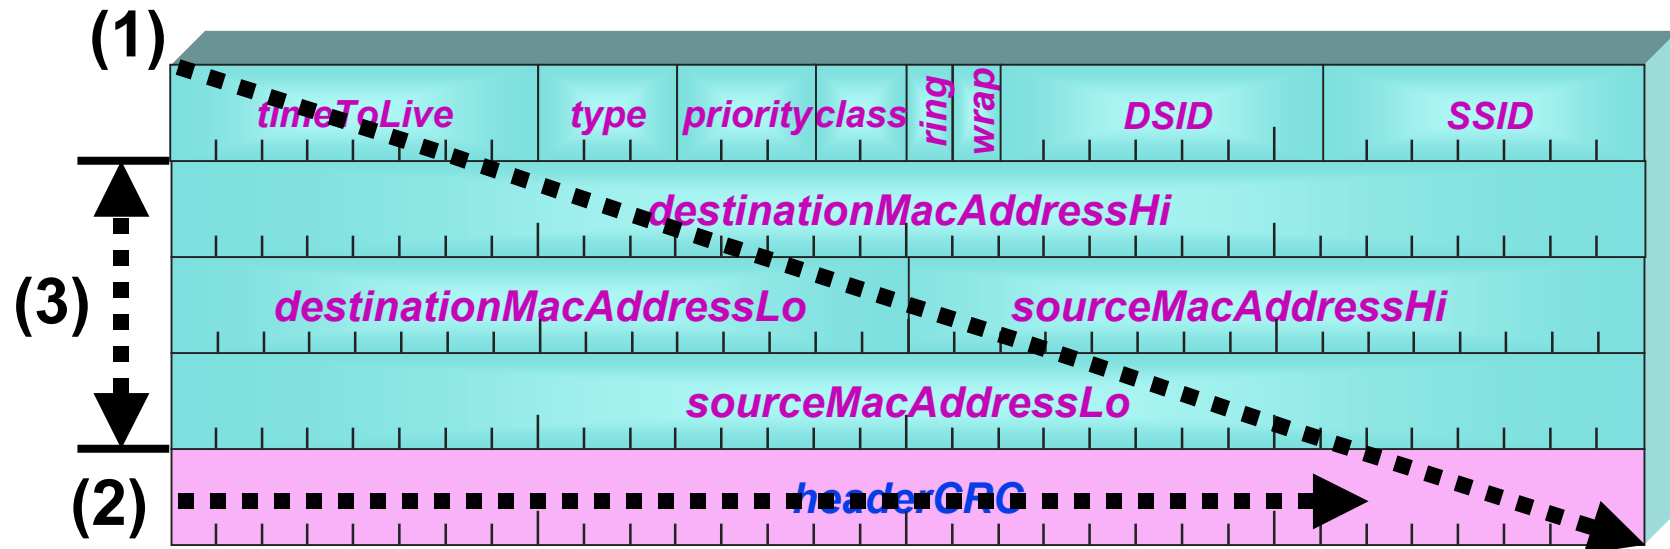 (1)
timeToLive type priority class ring wrap DSID SSID
destinationMacAddressHi
(3)
destinationMacAddressLo sourceMacAddressHi
sourceMacAddressLo
(2)
headerCRC